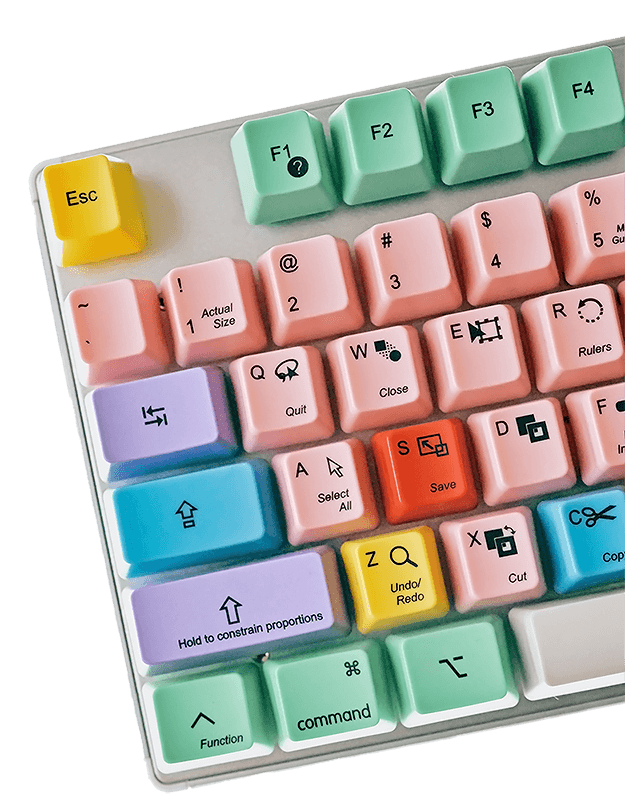 Esc
F1
?
F2
F3
F4
~
`
!
1
Actual
Size
@
2
#
3
$
4
%
5
Q
Quit
W
Close
E
R
Rulers
A
Select
All
S
Save
D
F
Hold to constrain proportions
Z
Undo/
Redo
X
Cut
C
Function
⌘
command
⌥